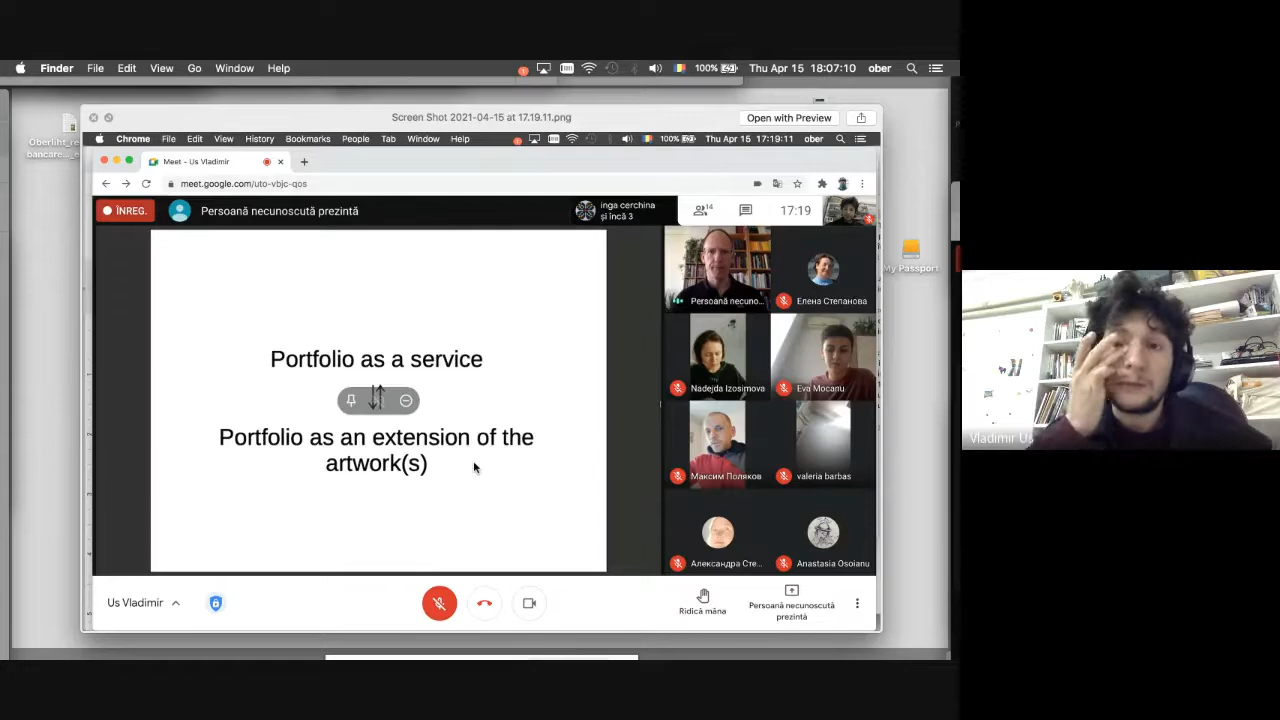 Finder File Edit View Go Window Help
100% Thu Apr 15 18:07:10 ober
Screen Shot 2021-04-15 at 17.19.11.png
Open with Preview
Chrome File Edit View History Bookmarks People Tab Window Help
100% Thu Apr 15 17:19:11 ober
Meet - Us Vladimir
meet.google.com/uto-vbjc-qos
ÎNREG.
Persoană necunoscută prezintă
inga cerchina
și încă 3
14
17:19
Portfolio as a service
Portfolio as an extension of the
artwork(s)
Persoană necuno...
Елена Степанова
Nadejda Izosimova
Eva Mocanu
Максим Поляков
valeria barbas
Александра Сте...
Anastasia Osoianu
Us Vladimir
Ridică mâna
Persoană necunoscută
prezintă
Oberliht_re
bancare...
My Passport
Vladimir Us